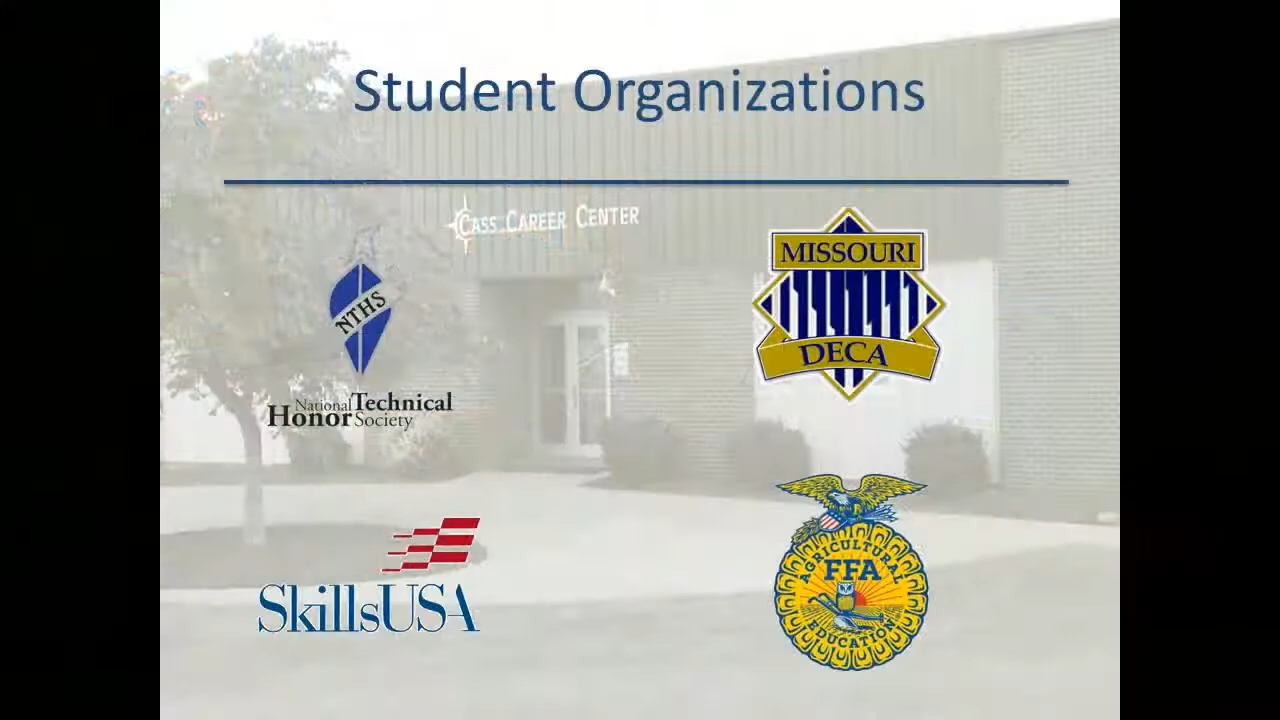 Student Organizations
CASS CAREER CENTER
NTHS
National Technical
Honor Society
MISSOURI
DECA
SkillsUSA
AGRICULTURAL
FFA
EDUCATION